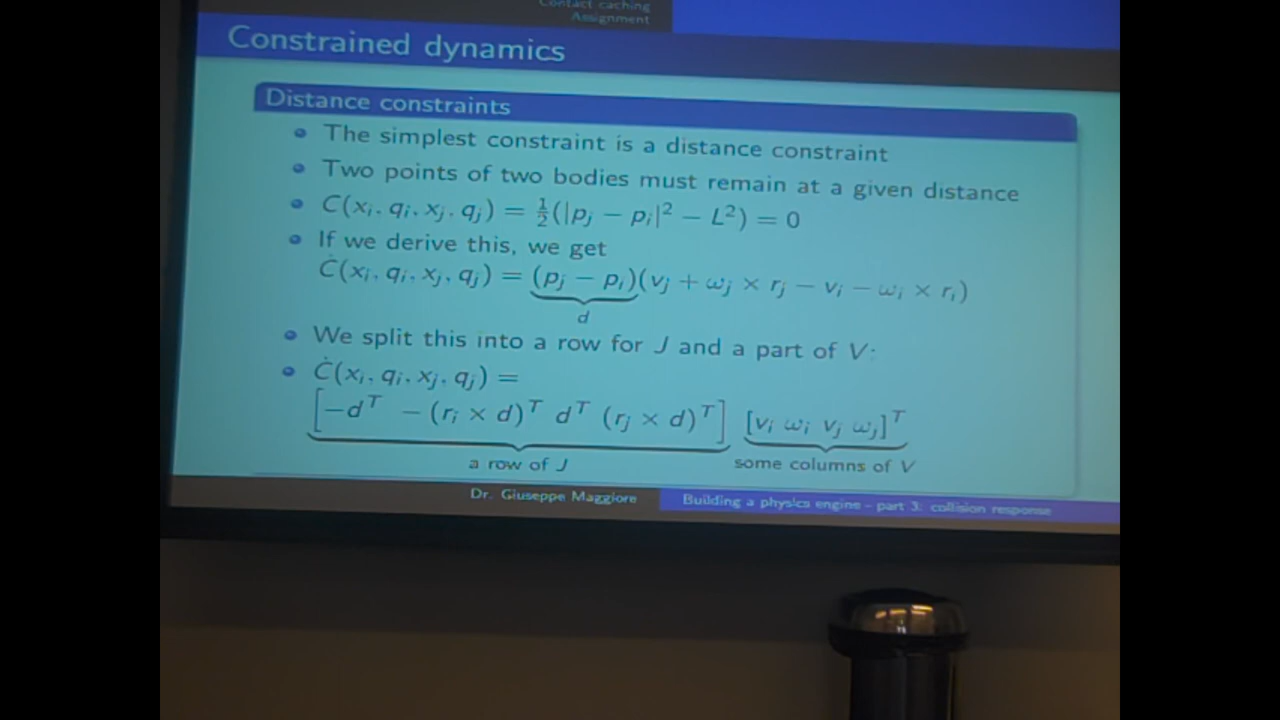 Contact caching
Assignment
Constrained dynamics
Distance constraints
The simplest constraint is a distance constraint
Two points of two bodies must remain at a given distance
C(xᵢ, qᵢ, xⱼ, qⱼ) = ½(|pⱼ − pᵢ|² − L²) = 0
If we derive this, we get
Ċ(xᵢ, qᵢ, xⱼ, qⱼ) = (pⱼ − pᵢ)(vⱼ + ωⱼ × rⱼ − vᵢ − ωᵢ × rᵢ)
d
We split this into a row for J and a part of V:
Ċ(xᵢ, qᵢ, xⱼ, qⱼ) =
[−dᵀ − (rᵢ × d)ᵀ dᵀ (rⱼ × d)ᵀ] [vᵢ ωᵢ vⱼ ωⱼ]ᵀ
a row of J some columns of V
Dr. Giuseppe Maggiore Building a physics engine - part 3: collision response